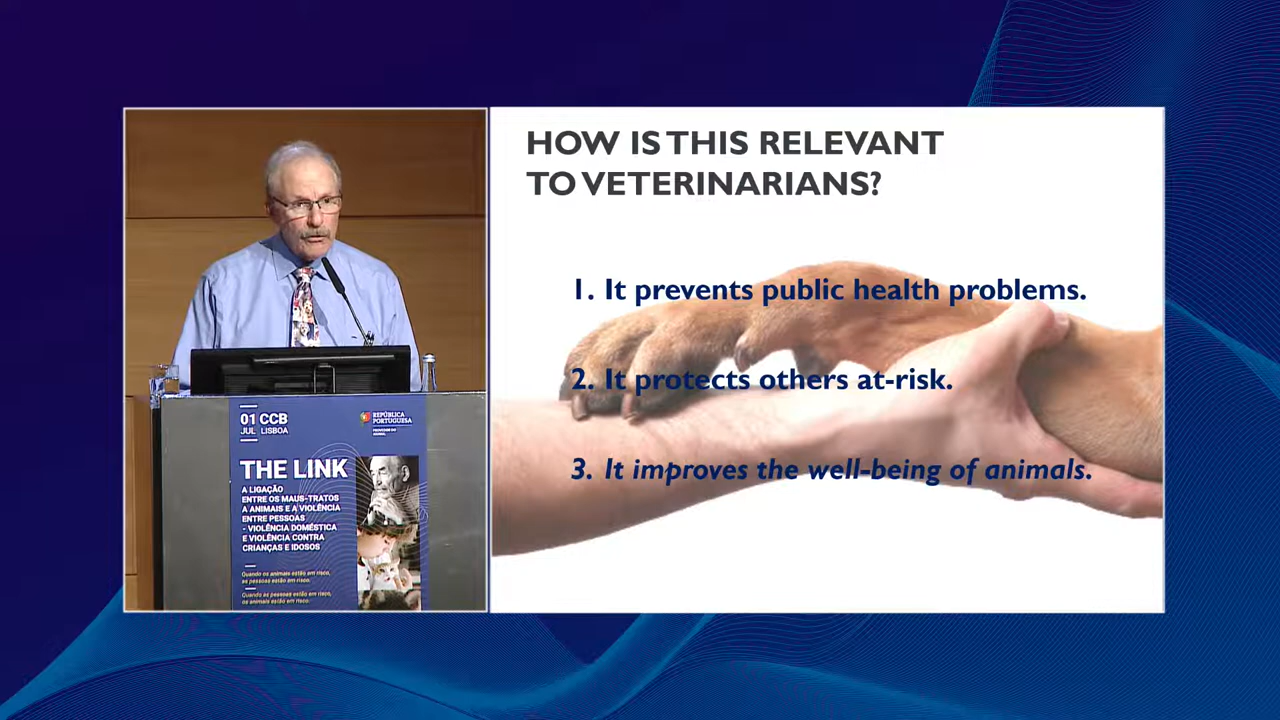 HOW IS THIS RELEVANT
TO VETERINARIANS?
1. It prevents public health problems.
2. It protects others at-risk.
3. It improves the well-being of animals.
01 CCB
JUL LISBOA
REPÚBLICA
PORTUGUESA
PROVEDOR DO
ANIMAL
THE LINK
A LIGAÇÃO
ENTRE OS MAUS-TRATOS
A ANIMAIS E A VIOLÊNCIA
ENTRE PESSOAS
- VIOLÊNCIA DOMÉSTICA
E VIOLÊNCIA CONTRA
CRIANÇAS E IDOSOS
Quando os animais estão em risco,
as pessoas estão em risco.
Quando as pessoas estão em risco,
os animais estão em risco.